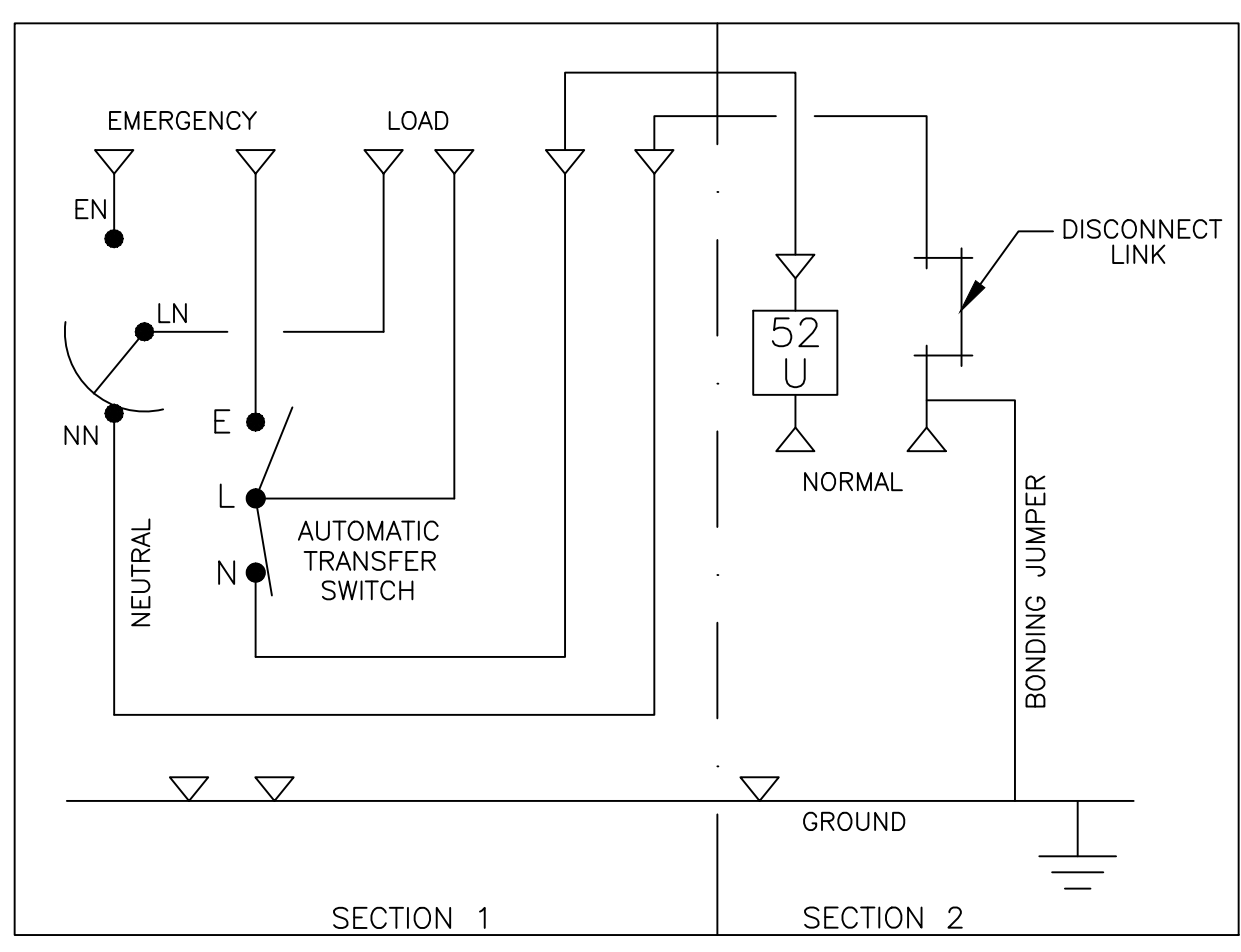 EMERGENCY
LOAD
EN
LN
NN
E
L
N
NEUTRAL
AUTOMATIC
TRANSFER
SWITCH
52
U
DISCONNECT
LINK
NORMAL
BONDING JUMPER
GROUND
SECTION 1
SECTION 2